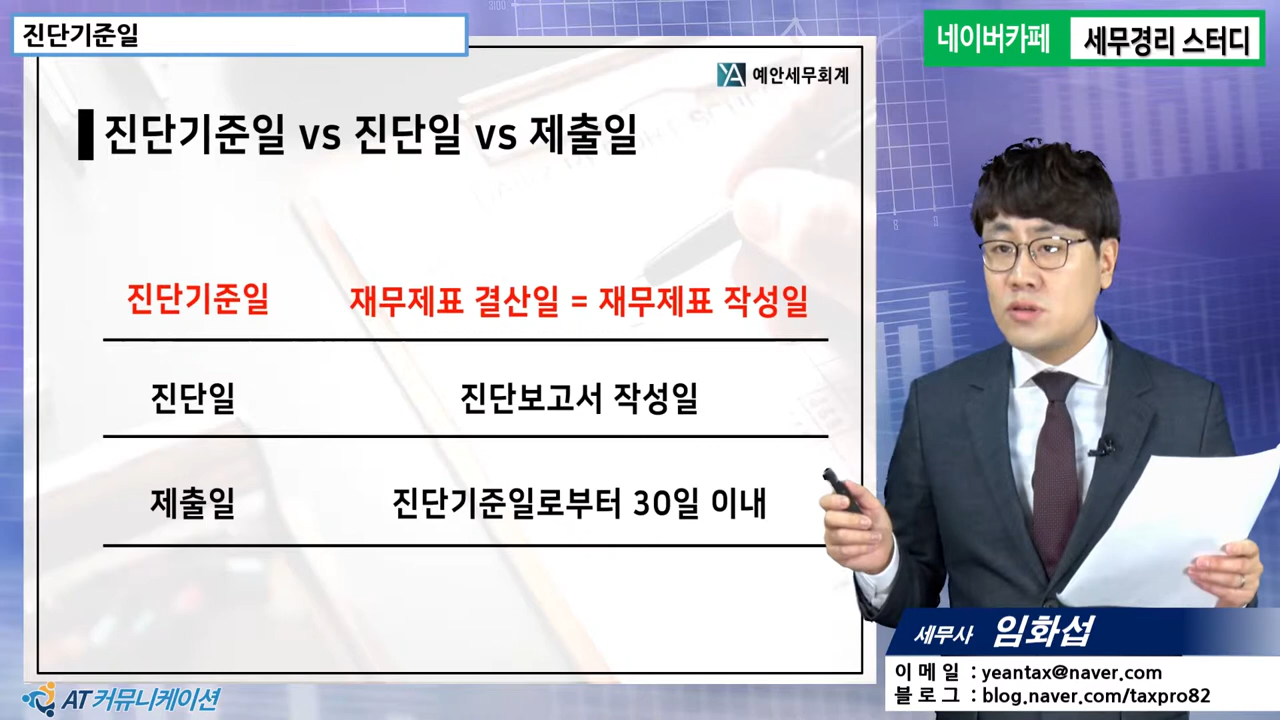 진단기준일
네이버카페 세무경리 스터디
YA 예안세무회계
진단기준일 vs 진단일 vs 제출일
진단기준일 재무제표 결산일 = 재무제표 작성일
진단일 진단보고서 작성일
제출일 진단기준일로부터 30일 이내
세무사 임화섭
이 메 일 : yeantax@naver.com
블 로 그 : blog.naver.com/taxpro82
AT커뮤니케이션